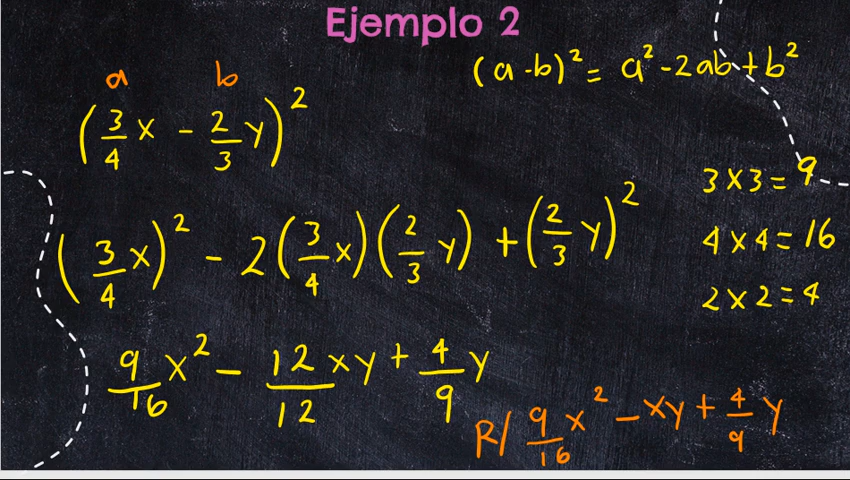 Ejemplo 2
(a-b)² = a² - 2ab + b²
a b
(3/4 x - 2/3 y)²
3x3=9
(3/4 x)² - 2(3/4 x)(2/3 y) + (2/3 y)²
4x4=16
2x2=4
9/16 x² - 12/12 xy + 4/9 y
R/ 9/16 x² - xy + 4/9 y